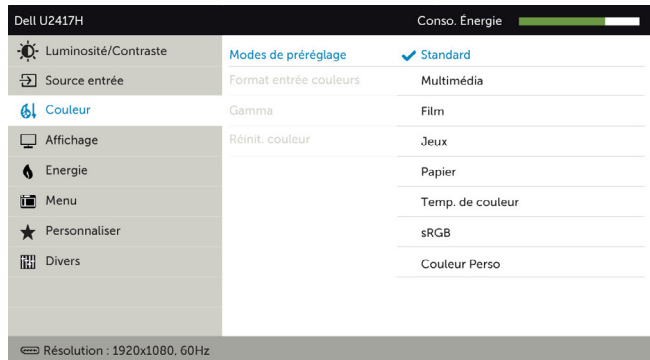 Dell U2417H
Conso. Énergie
Luminosité/Contraste
Modes de préréglage
Standard
Source entrée
Format entrée couleurs
Multimédia
Couleur
Gamma
Film
Affichage
Réinit. couleur
Jeux
Energie
Papier
Menu
Temp. de couleur
Personnaliser
sRGB
Divers
Couleur Perso
Résolution : 1920x1080, 60Hz